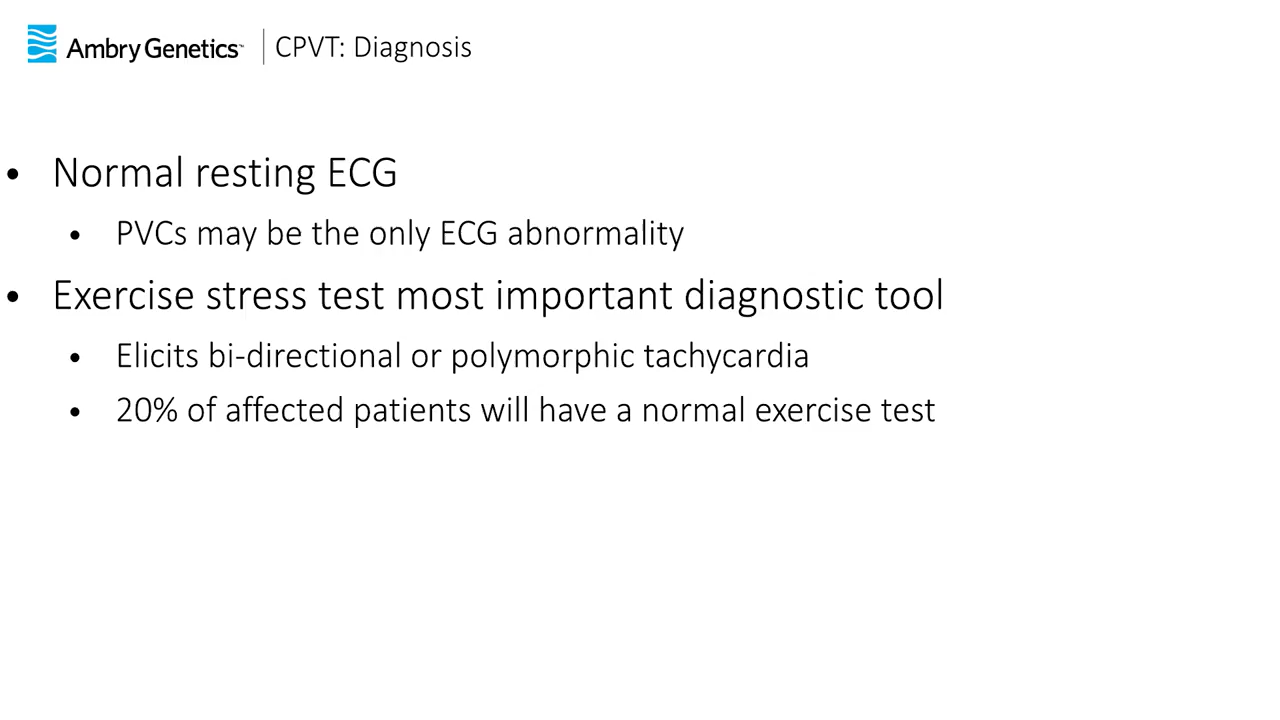 Ambry Genetics™ | CPVT: Diagnosis
• Normal resting ECG
• PVCs may be the only ECG abnormality
• Exercise stress test most important diagnostic tool
• Elicits bi-directional or polymorphic tachycardia
• 20% of affected patients will have a normal exercise test